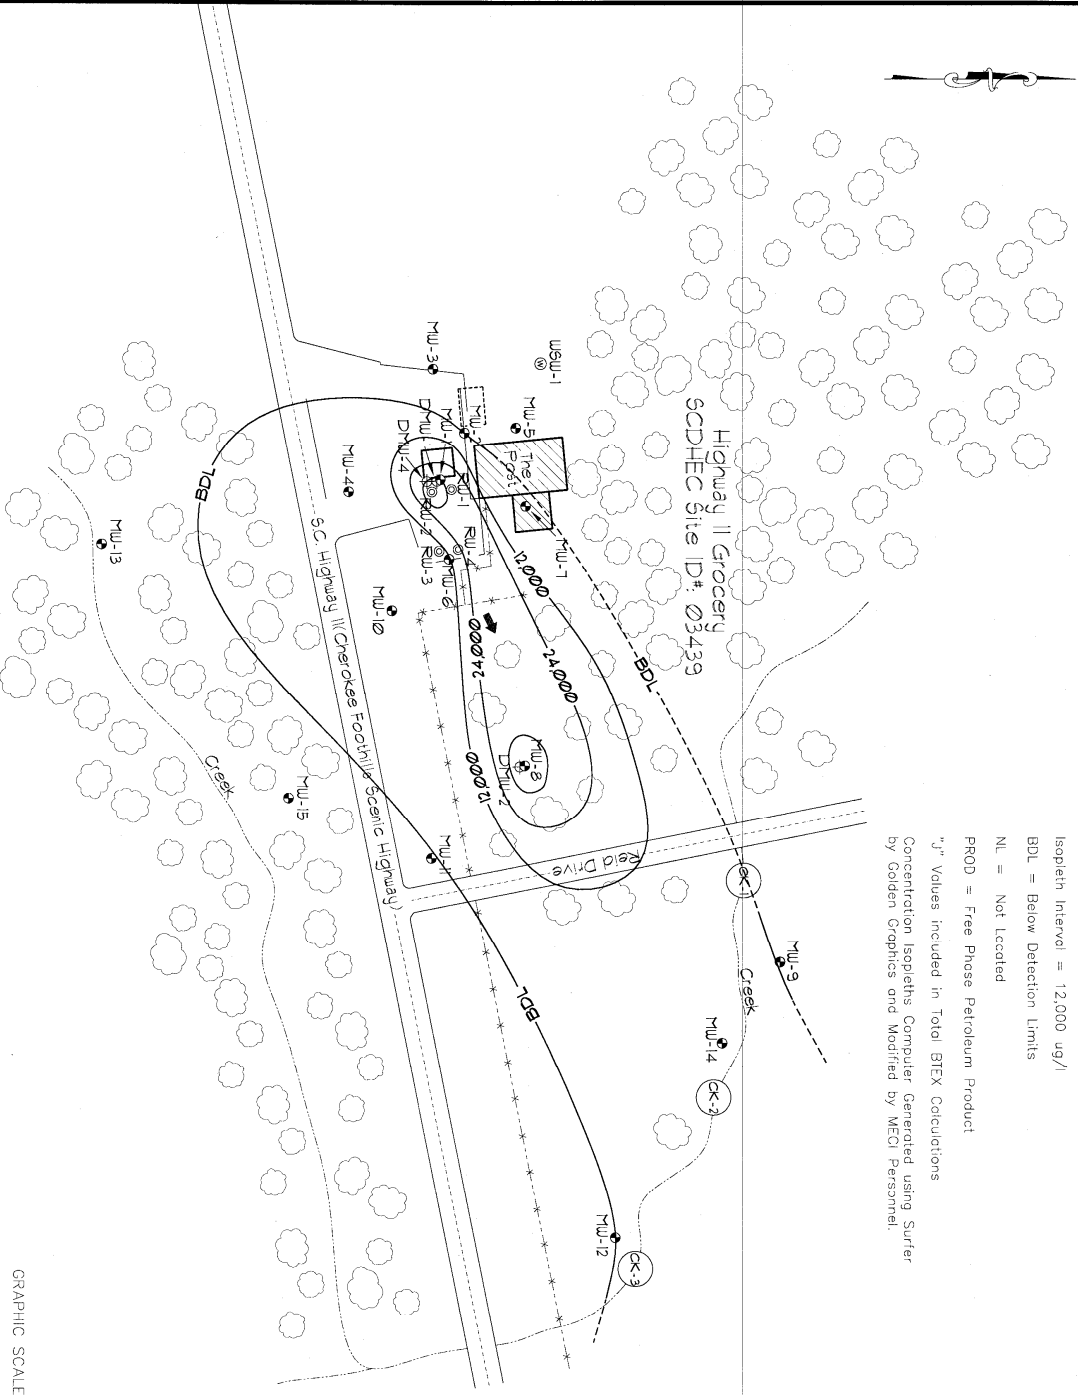 Isopleth Interval = 12,000 ug/l
BDL = Below Detection Limits
NL = Not Located
PROD = Free Phase Petroleum Product
"J" Values included in Total BTEX Calculations
Concentration Isopleths Computer Generated using Surfer
by Golden Graphics and Modified by MECI Personnel.
Highway 11 Grocery
SCDHEC Site ID#: 03439
WSW-1
W
MW-3
MW-5
The
Post
MW-2
MW-1
DMW-1
DMW-4
RW-1
RW-2
RW-3
RW-4
MW-4
MW-6
MW-7
MW-10
MW-13
12,000
24,000
24,000
12,000
BDL
BDL
BDL
MW-8
DMW-2
MW-11
MW-15
Creek
S.C. Highway 11 (Cherokee Foothills Scenic Highway)
Reid Drive
CK-1
MW-9
Creek
MW-14
CK-2
MW-12
CK-3
GRAPHIC SCALE